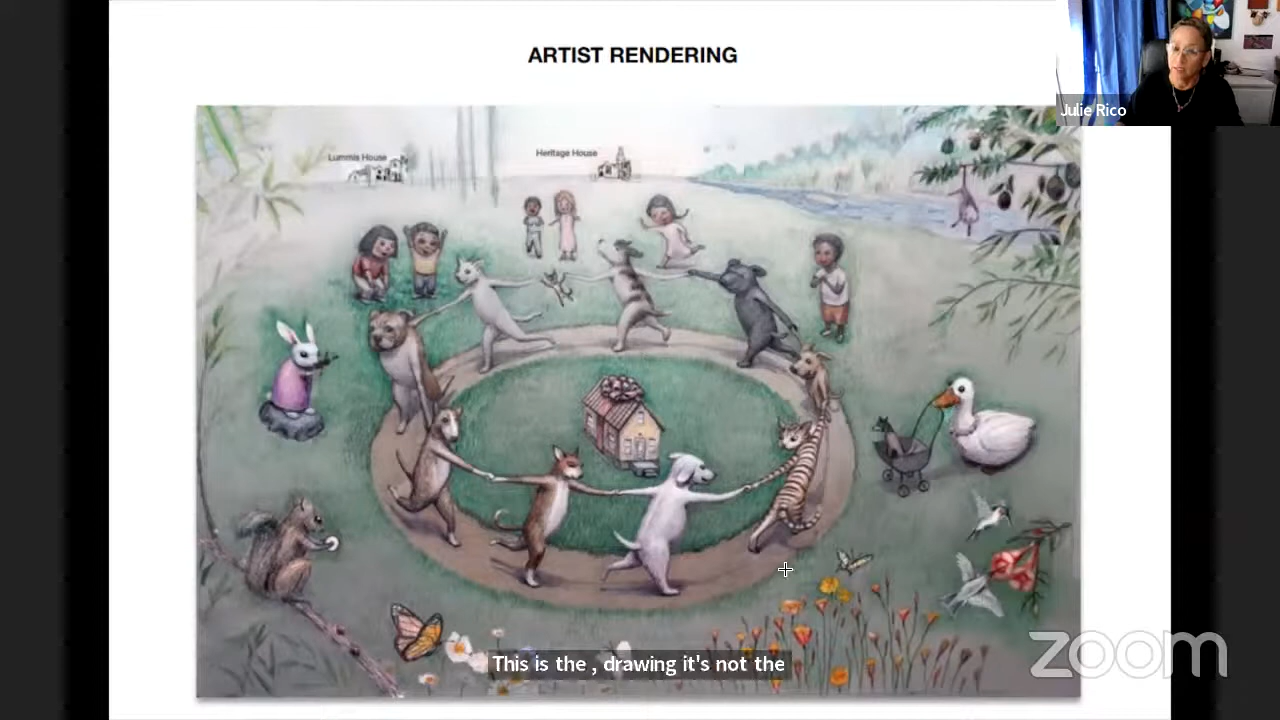 ARTIST RENDERING
Julie Rico
Lummis House
Heritage House
This is the , drawing it's not the
zoom